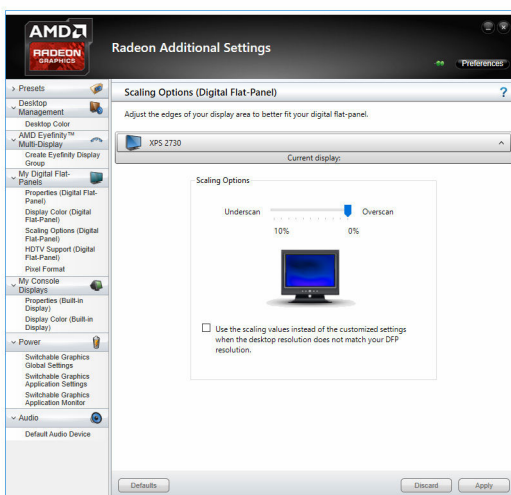 AMD
RADEON
GRAPHICS
Radeon Additional Settings
Preferences
Presets
Desktop
Management
Desktop Color
AMD Eyefinity™
Multi-Display
Create Eyefinity Display
Group
My Digital Flat-
Panels
Properties (Digital Flat-
Panel)
Display Color (Digital
Flat-Panel)
Scaling Options (Digital
Flat-Panel)
HDTV Support (Digital
Flat-Panel)
Pixel Format
My Console
Displays
Properties (Built-in
Display)
Display Color (Built-in
Display)
Power
Switchable Graphics
Global Settings
Switchable Graphics
Application Settings
Switchable Graphics
Application Monitor
Audio
Default Audio Device
Scaling Options (Digital Flat-Panel)
?
Adjust the edges of your display area to better fit your digital flat-panel.
XPS 2730
Current display:
Scaling Options
Underscan
Overscan
10%
0%
Use the scaling values instead of the customized settings
when the desktop resolution does not match your DFP
resolution.
Defaults
Discard
Apply